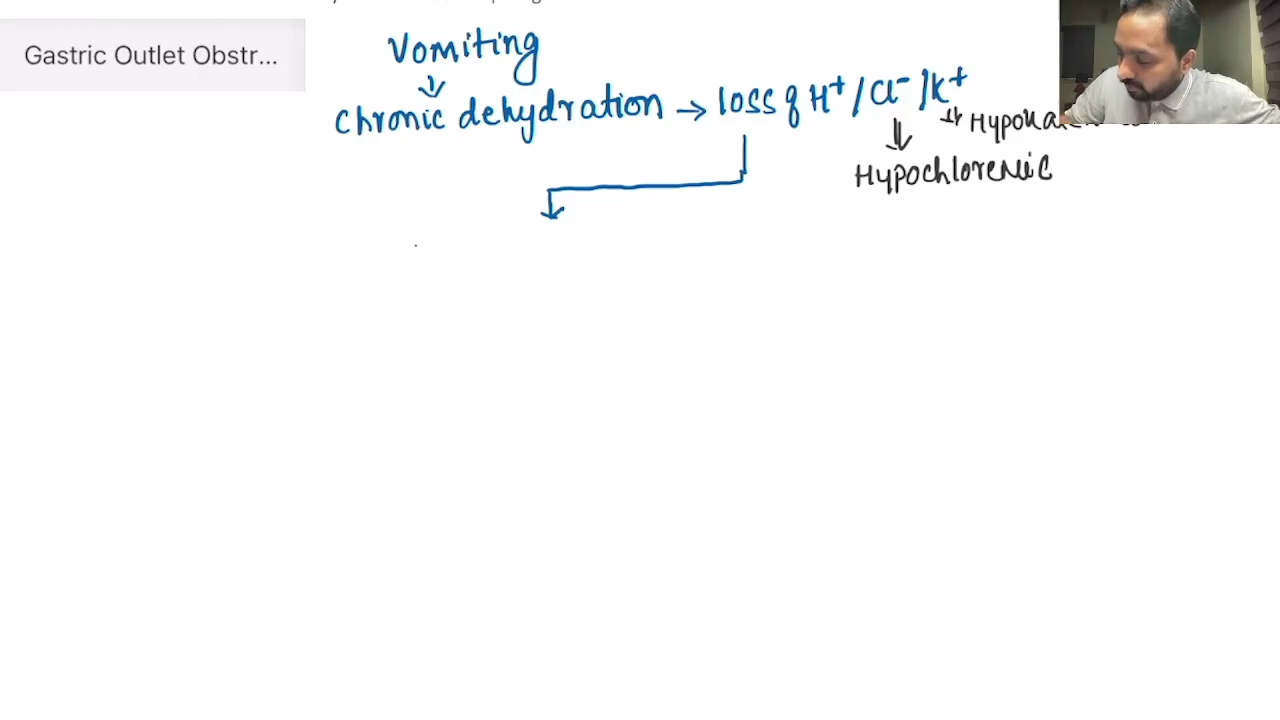 Gastric Outlet Obstr...
Vomiting
↓
chronic dehydration → loss of H⁺ / Cl⁻ / K⁺
Hypochloremic